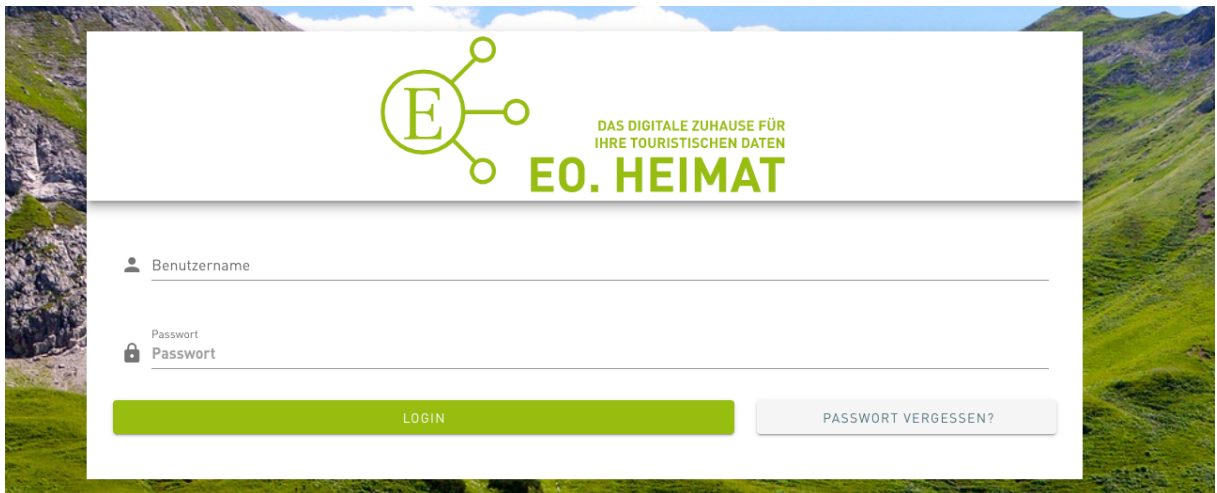 E
DAS DIGITALE ZUHAUSE FÜR
IHRE TOURISTISCHEN DATEN
EO. HEIMAT
Benutzername
Passwort
Passwort
LOGIN
PASSWORT VERGESSEN?